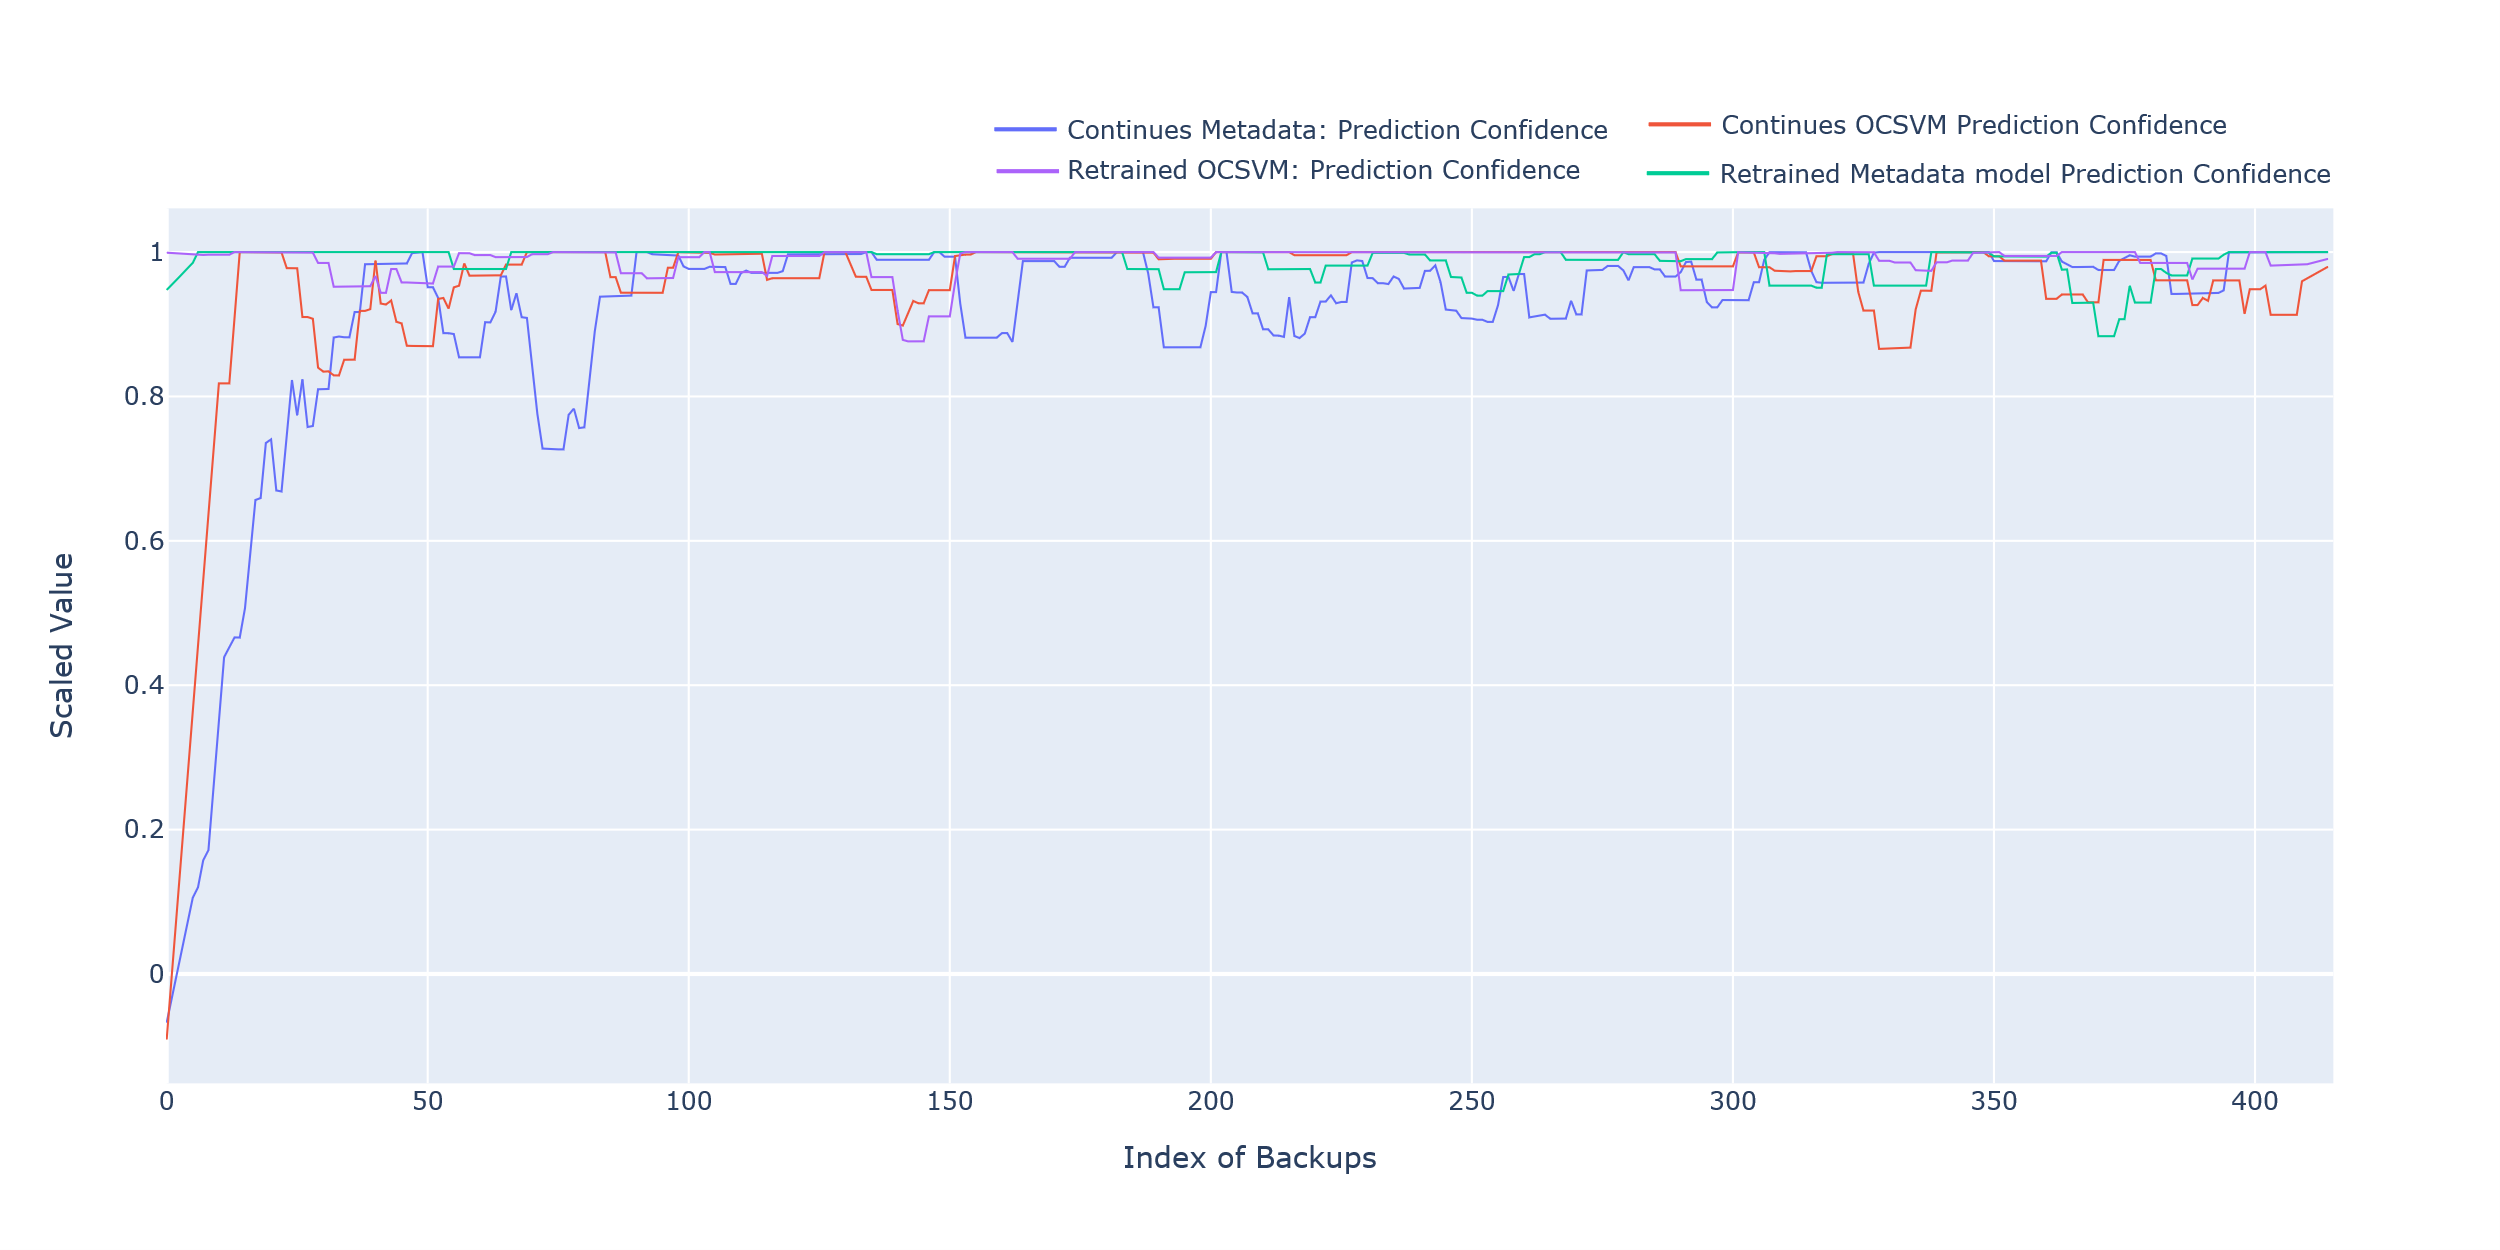 Continues Metadata: Prediction Confidence
Continues OCSVM Prediction Confidence
Retrained OCSVM: Prediction Confidence
Retrained Metadata model Prediction Confidence
1
0.8
0.6
0.4
0.2
0
Scaled Value
0 50 100 150 200 250 300 350 400
Index of Backups